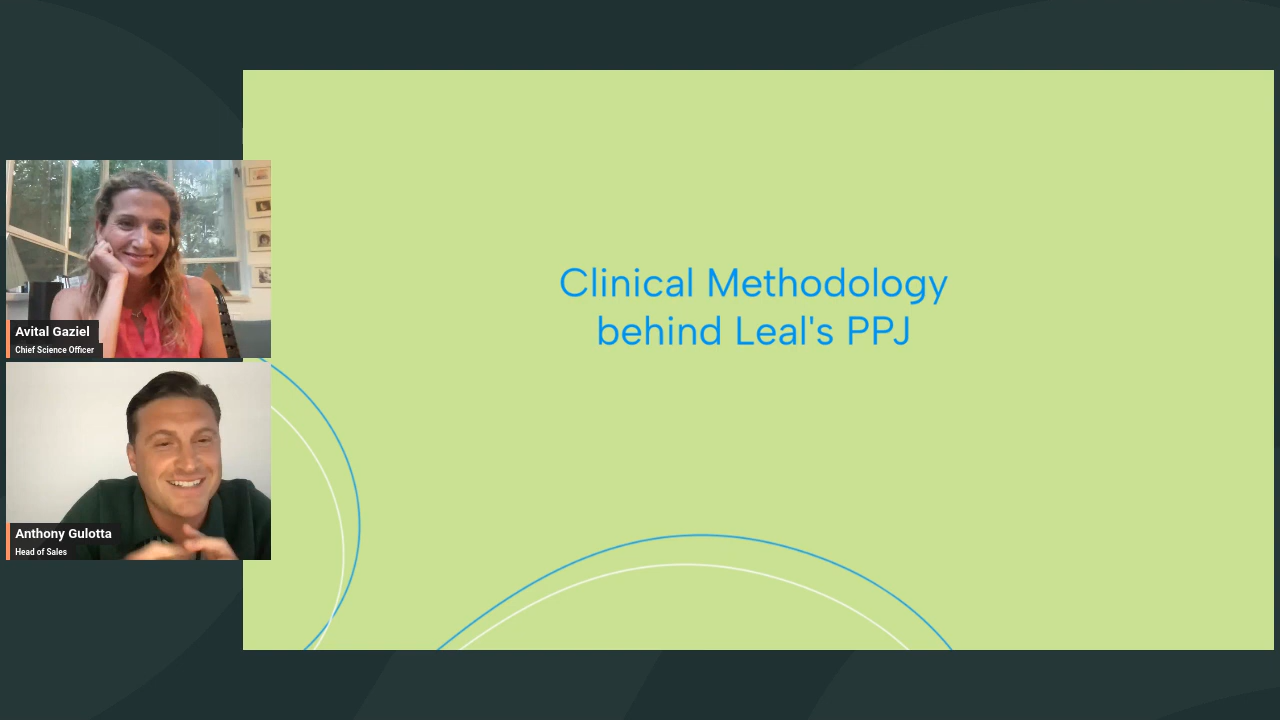 Avital Gaziel
Chief Science Officer
Anthony Gulotta
Head of Sales
Clinical Methodology
behind Leal's PPJ